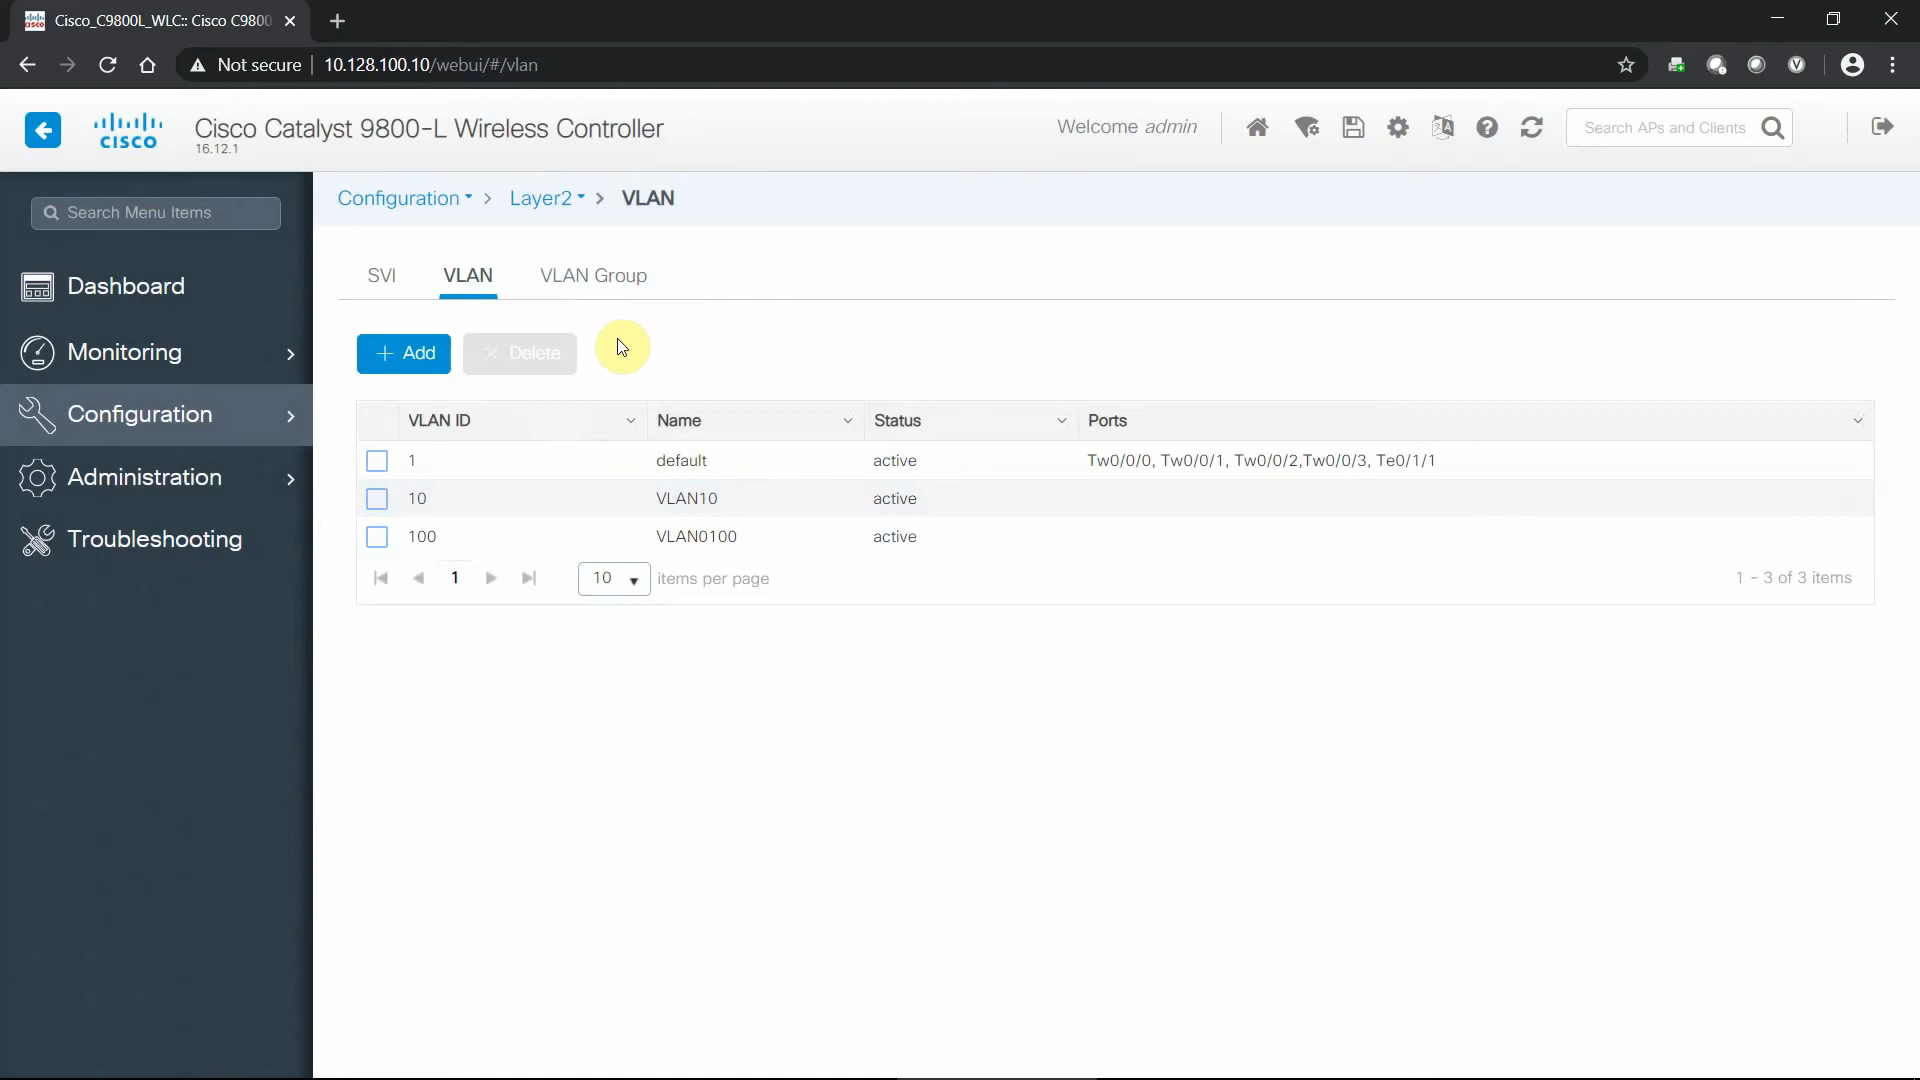 Cisco_C9800L_WLC:: Cisco C9800
Not secure 10.128.100.10/webui/#/vlan
CISCO
Cisco Catalyst 9800-L Wireless Controller
16.12.1
Welcome admin
Search APs and Clients
Search Menu Items
Configuration > Layer2 > VLAN
Dashboard
Monitoring
Configuration
Administration
Troubleshooting
SVI VLAN VLAN Group
+ Add × Delete
VLAN ID Name Status Ports
1 default active Tw0/0/0, Tw0/0/1, Tw0/0/2,Tw0/0/3, Te0/1/1
10 VLAN10 active
100 VLAN0100 active
1 10 items per page 1 - 3 of 3 items